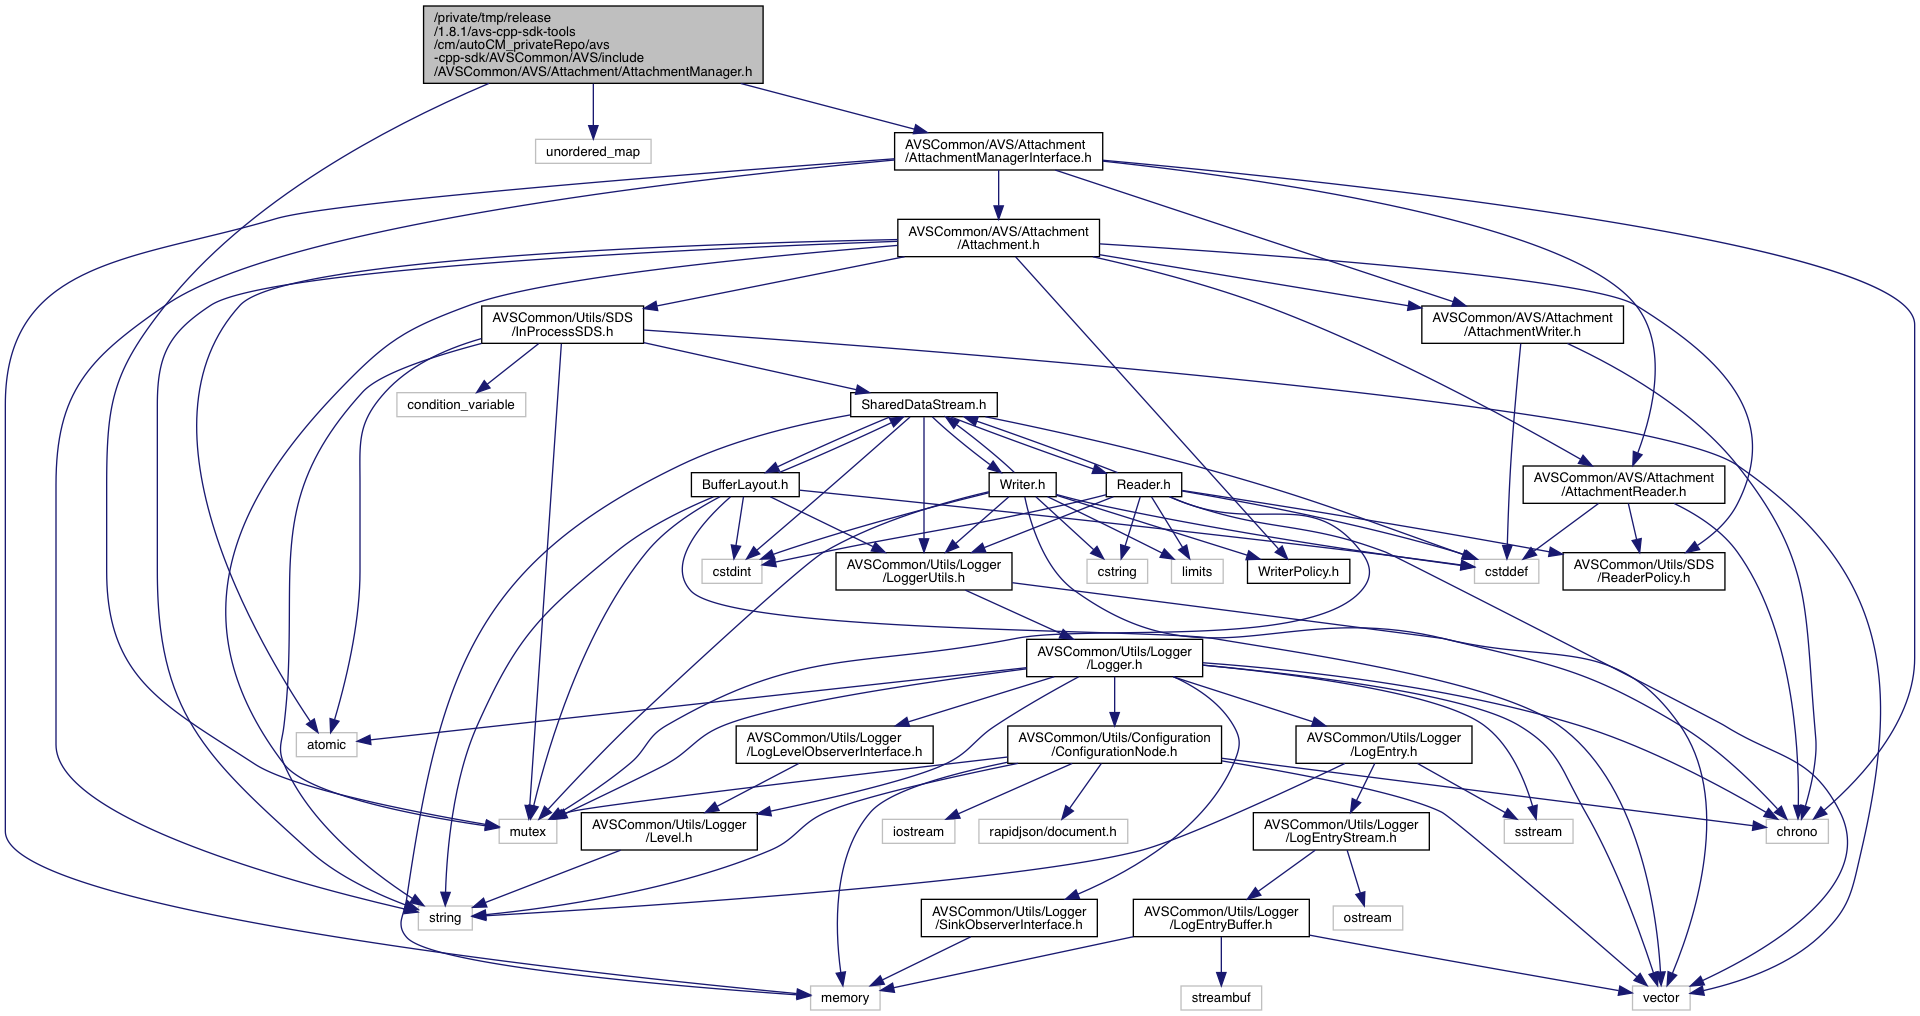 /private/tmp/release
/1.8.1/avs-cpp-sdk-tools
/cm/autoCM_privateRepo/avs
-cpp-sdk/AVSCommon/AVS/include
/AVSCommon/AVS/Attachment/AttachmentManager.h
unordered_map
AVSCommon/AVS/Attachment
/AttachmentManagerInterface.h
AVSCommon/AVS/Attachment
/Attachment.h
AVSCommon/Utils/SDS
/InProcessSDS.h
AVSCommon/AVS/Attachment
/AttachmentWriter.h
condition_variable
SharedDataStream.h
BufferLayout.h
Writer.h
Reader.h
AVSCommon/AVS/Attachment
/AttachmentReader.h
cstdint
AVSCommon/Utils/Logger
/LoggerUtils.h
cstring
limits
WriterPolicy.h
cstddef
AVSCommon/Utils/SDS
/ReaderPolicy.h
AVSCommon/Utils/Logger
/Logger.h
atomic
AVSCommon/Utils/Logger
/LogLevelObserverInterface.h
AVSCommon/Utils/Configuration
/ConfigurationNode.h
AVSCommon/Utils/Logger
/LogEntry.h
mutex
AVSCommon/Utils/Logger
/Level.h
iostream
rapidjson/document.h
AVSCommon/Utils/Logger
/LogEntryStream.h
sstream
chrono
string
AVSCommon/Utils/Logger
/SinkObserverInterface.h
AVSCommon/Utils/Logger
/LogEntryBuffer.h
ostream
memory
streambuf
vector